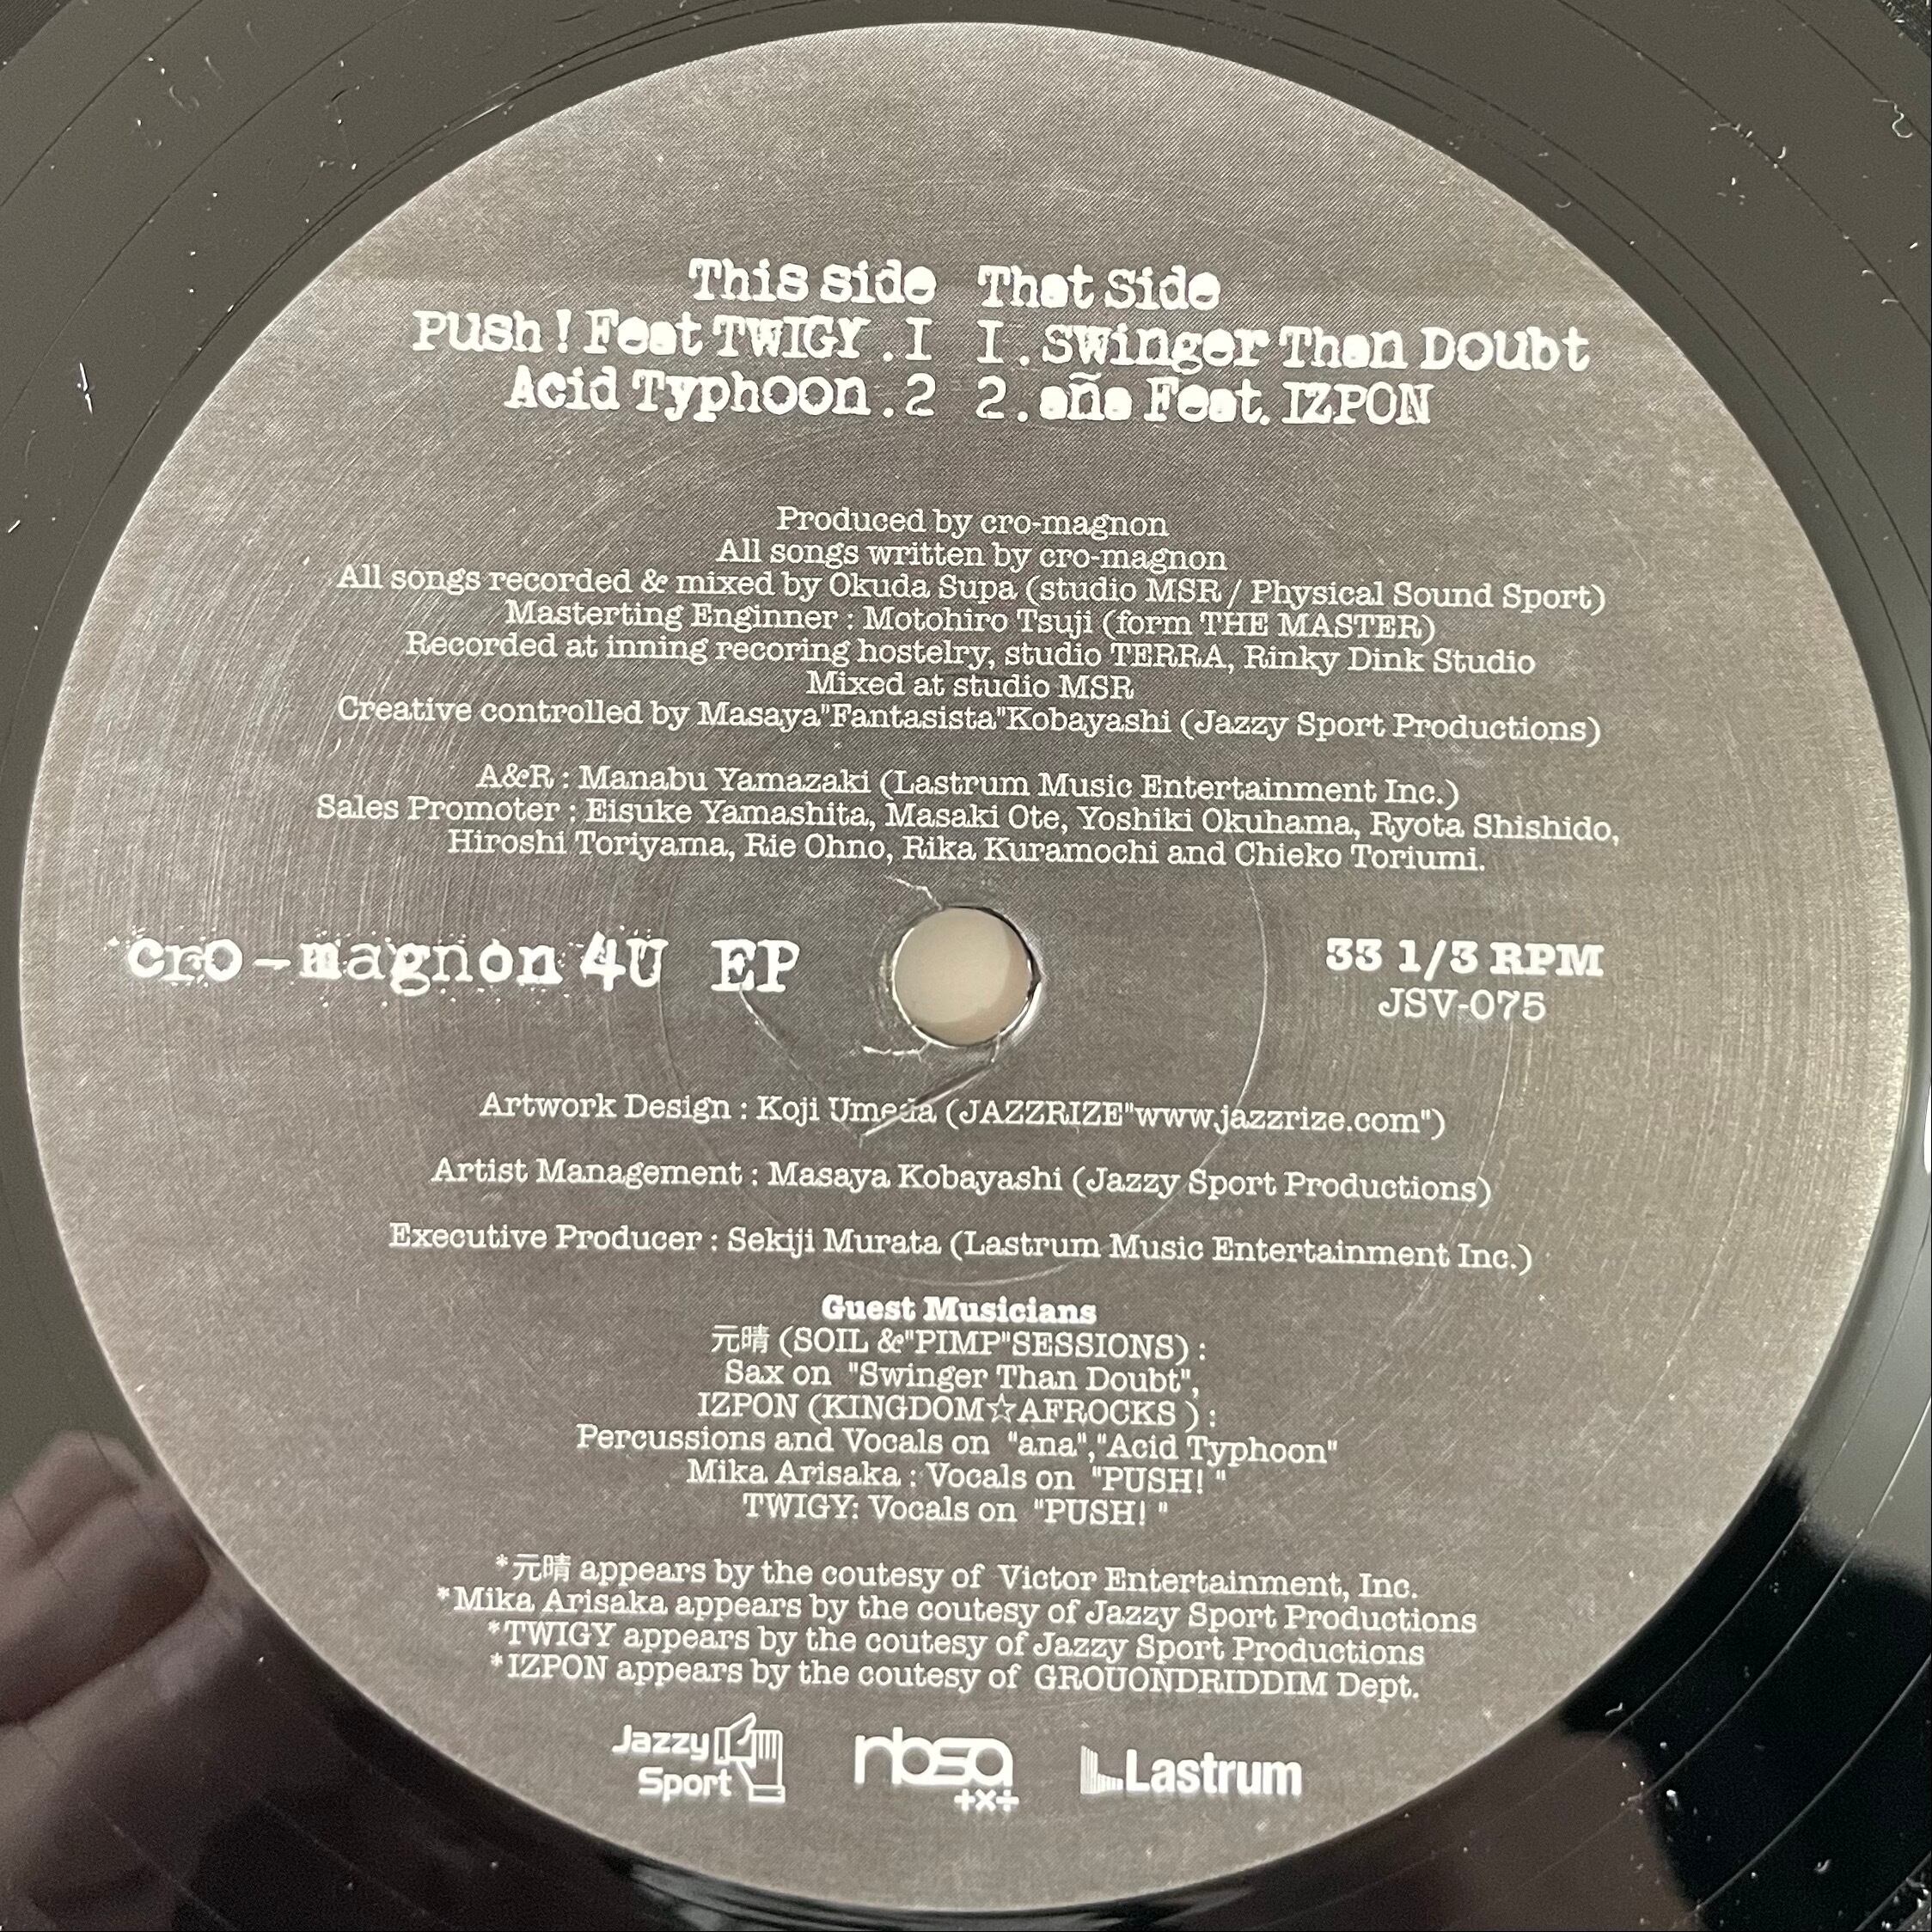 This side That Side
PUSh! Feat TWIGY .I I.SWinger Than Doubt
Acid Typhoon .2 2. aña Feat. IZPON
Produced by cro-magnon
All songs written by cro-magnon
All songs recorded & mixed by Okuda Supa (studio MSR / Physical Sound Sport)
Masterting Enginner : Motohiro Tsuji (form THE MASTER)
Recorded at inning recoring hostelry, studio TERRA, Rinky Dink Studio
Mixed at studio MSR
Creative controlled by Masaya"Fantasista"Kobayashi (Jazzy Sport Productions)
A&R : Manabu Yamazaki (Lastrum Music Entertainment Inc.)
Sales Promoter : Eisuke Yamashita, Masaki Ote, Yoshiki Okuhama, Ryota Shishido,
Hiroshi Toriyama, Rie Ohno, Rika Kuramochi and Chieko Toriumi.
cro-magnon 4U EP
33 1/3 RPM
JSV-075
Artwork Design : Koji Umeda (JAZZRIZE"www.jazzrize.com")
Artist Management : Masaya Kobayashi (Jazzy Sport Productions)
Executive Producer : Sekiji Murata (Lastrum Music Entertainment Inc.)
Guest Musicians
元晴 (SOIL &"PIMP"SESSIONS) :
Sax on "Swinger Than Doubt",
IZPON (KINGDOM☆AFROCKS ) :
Percussions and Vocals on "ana","Acid Typhoon"
Mika Arisaka : Vocals on "PUSH! "
TWIGY: Vocals on "PUSH! "
*元晴 appears by the coutesy of Victor Entertainment, Inc.
*Mika Arisaka appears by the coutesy of Jazzy Sport Productions
*TWIGY appears by the coutesy of Jazzy Sport Productions
*IZPON appears by the coutesy of GROUONDRIDDIM Dept.
Jazzy Sport
nbsa
+×+
Lastrum